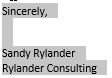 Sincerely,
Sandy Rylander
Rylander Consulting